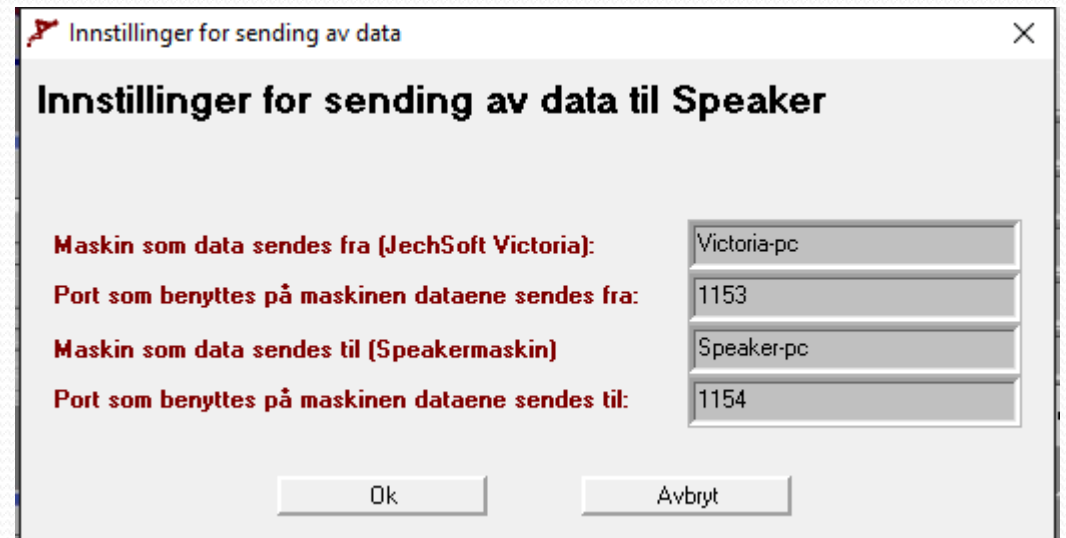 Innstillinger for sending av data
Innstillinger for sending av data til Speaker
Maskin som data sendes fra (JechSoft Victoria): Victoria-pc
Port som benyttes på maskinen dataene sendes fra: 1153
Maskin som data sendes til (Speakermaskin) Speaker-pc
Port som benyttes på maskinen dataene sendes til: 1154
Ok Avbryt